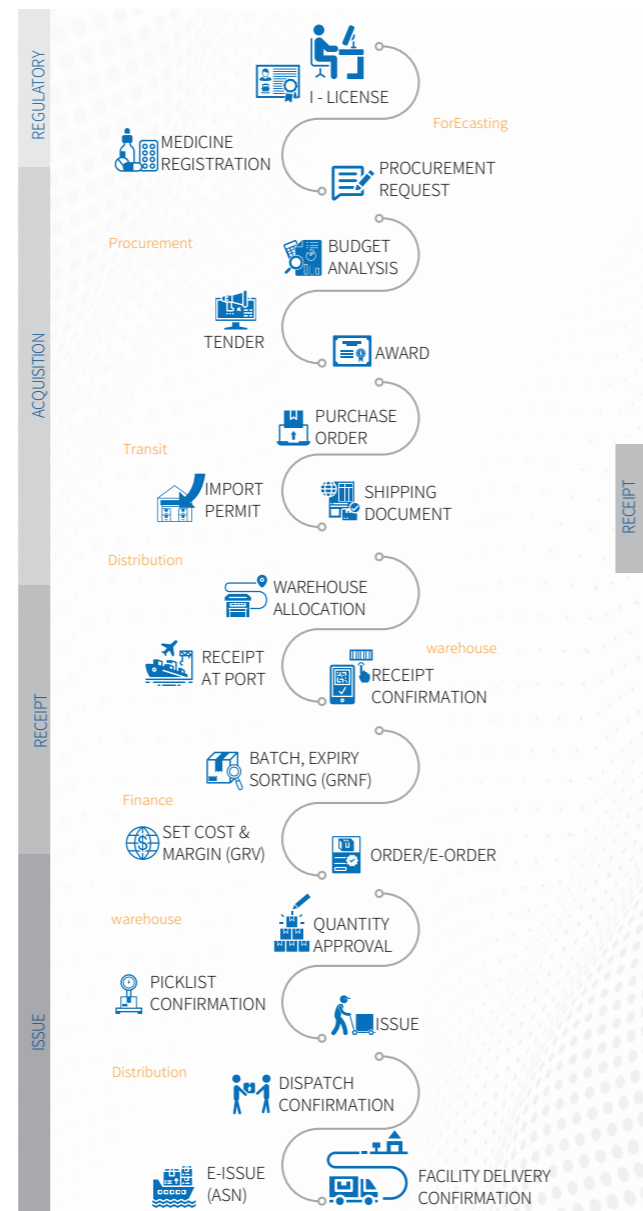 REGULATORY
I - LICENSE
ForEcasting
MEDICINE
REGISTRATION
PROCUREMENT
REQUEST
ACQUISITION
Procurement
BUDGET
ANALYSIS
TENDER
AWARD
PURCHASE
ORDER
Transit
IMPORT
PERMIT
SHIPPING
DOCUMENT
RECEIPT
Distribution
WAREHOUSE
ALLOCATION
RECEIPT
RECEIPT
AT PORT
warehouse
RECEIPT
CONFIRMATION
BATCH, EXPIRY
SORTING (GRNF)
Finance
SET COST &
MARGIN (GRV)
ORDER/E-ORDER
ISSUE
warehouse
QUANTITY
APPROVAL
PICKLIST
CONFIRMATION
ISSUE
Distribution
DISPATCH
CONFIRMATION
E-ISSUE
(ASN)
FACILITY DELIVERY
CONFIRMATION